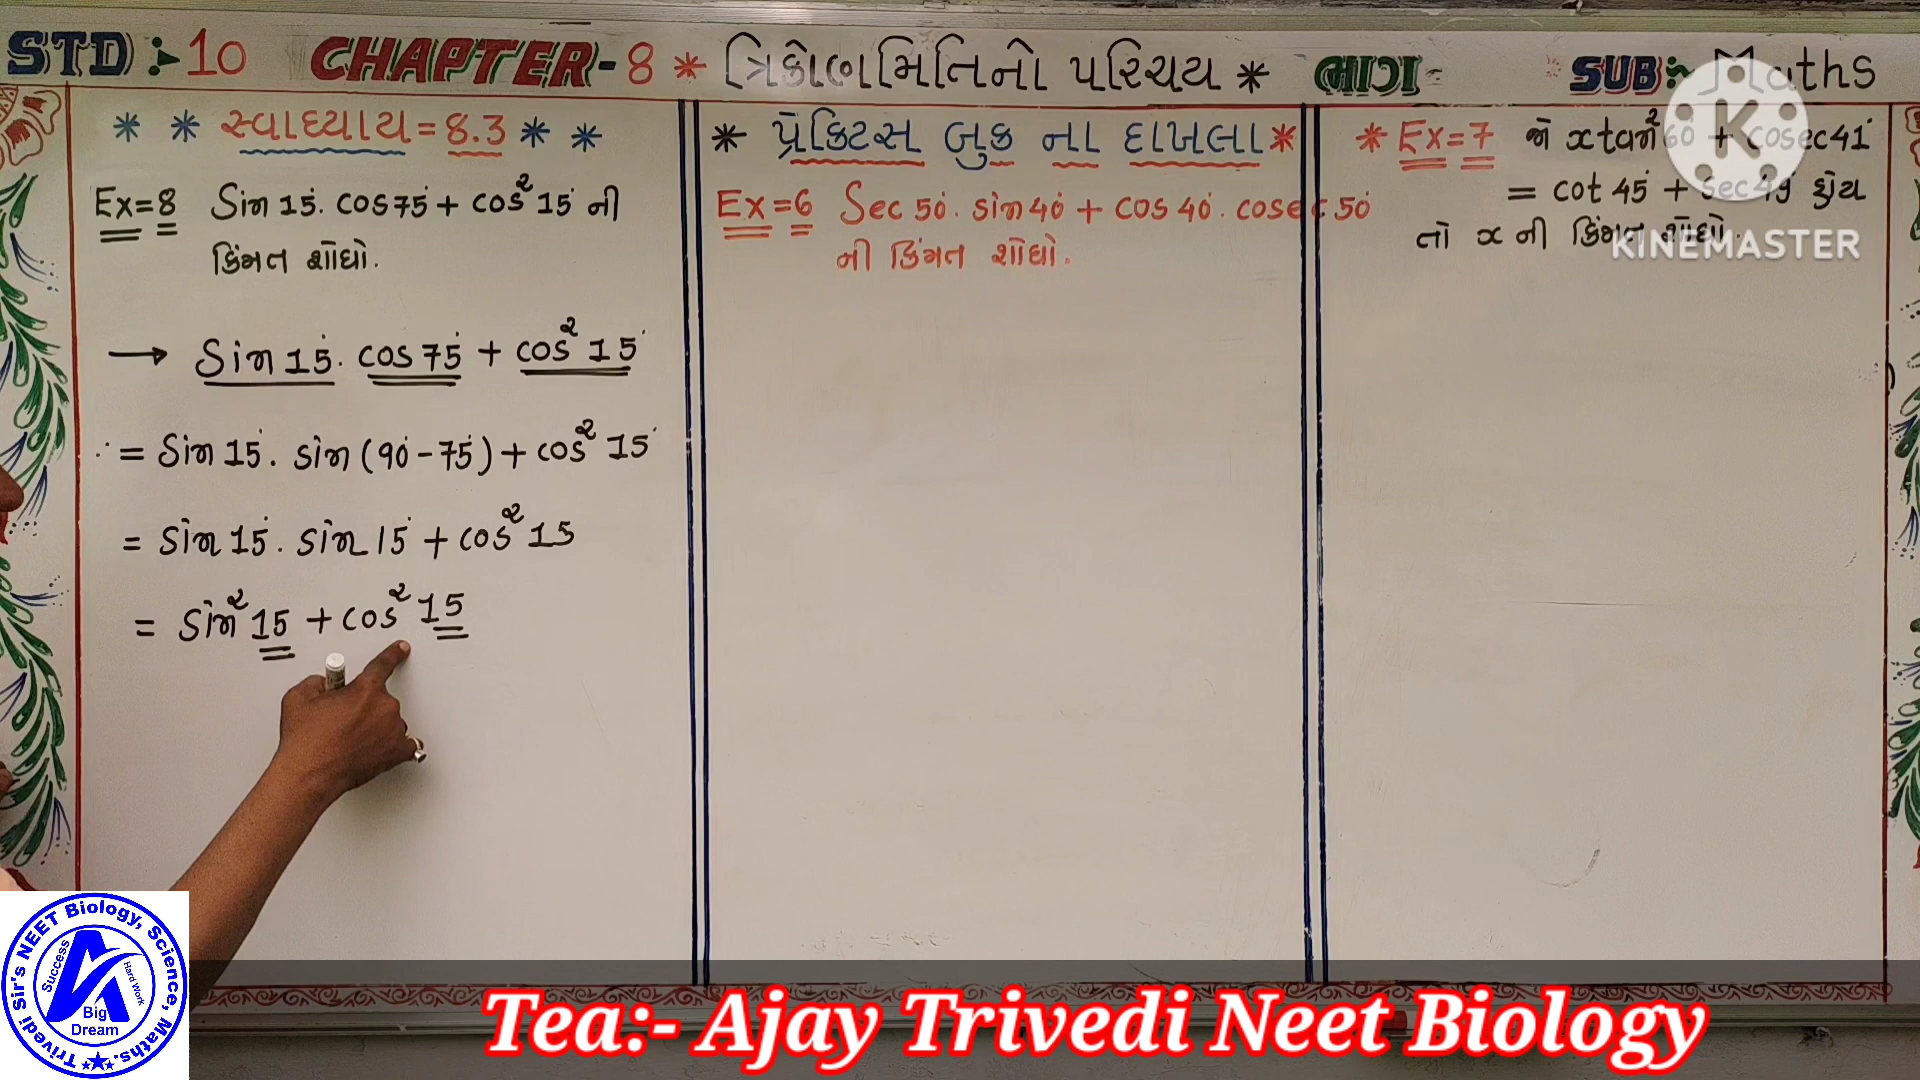 STD :- 10 CHAPTER - 8 * ત્રિકોણમિતિનો પરિચય * ભાગ :- SUB :- Maths
* * સ્વાધ્યાય = 8.3 * *
Ex = 8 Sin 15°. cos 75° + cos² 15° ની
કિંમત શોધો.
→ Sin 15°. cos 75° + cos² 15°
= Sin 15°. sin (90° - 75°) + cos² 15°
= Sin 15°. sin 15° + cos² 15
= Sin² 15 + cos² 15
* પ્રેક્ટિસ બુક ના દાખલા *
Ex = 6 Sec 50°. sin 40° + cos 40°. cosec 50°
ની કિંમત શોધો.
* Ex = 7 જો x tan² 60 + cosec 41°
= cot 45° + sec 49° હોય
તો x ની કિંમત શોધો.
K
KINEMASTER
Trivedi Sir's NEET Biology, Science, Maths.
Success
Hard Work
Big
Dream
Tea:- Ajay Trivedi Neet Biology